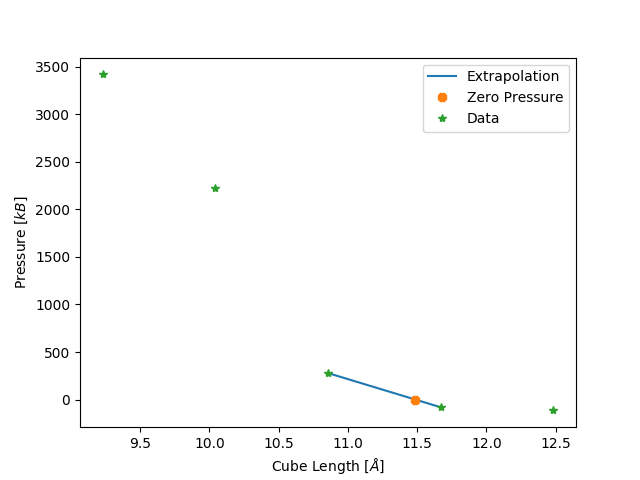 Extrapolation
Zero Pressure
Data
3500
3000
2500
2000
1500
1000
500
0
Pressure [kB]
9.5 10.0 10.5 11.0 11.5 12.0 12.5
Cube Length [Å]